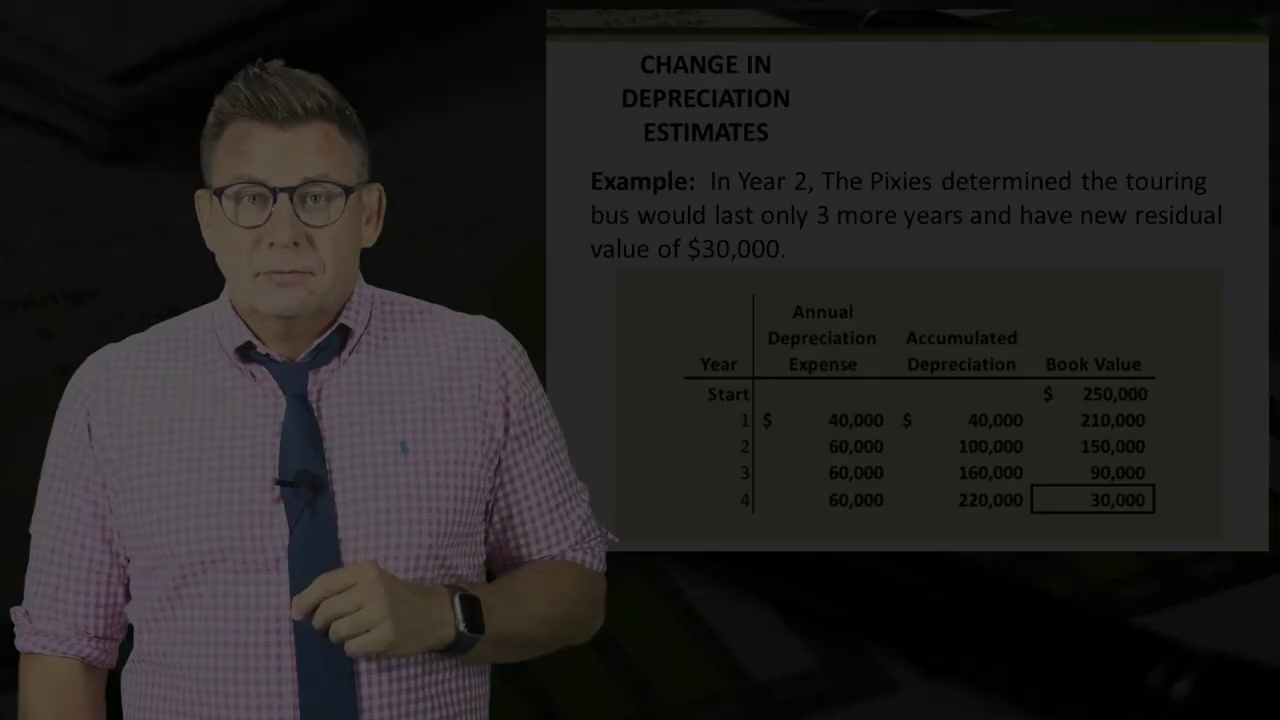 CHANGE IN
DEPRECIATION
ESTIMATES
Example: In Year 2, The Pixies determined the touring
bus would last only 3 more years and have new residual
value of $30,000.
Annual
Depreciation Accumulated
Year Expense Depreciation Book Value
Start $ 250,000
1 $ 40,000 $ 40,000 210,000
2 60,000 100,000 150,000
3 60,000 160,000 90,000
4 60,000 220,000 30,000